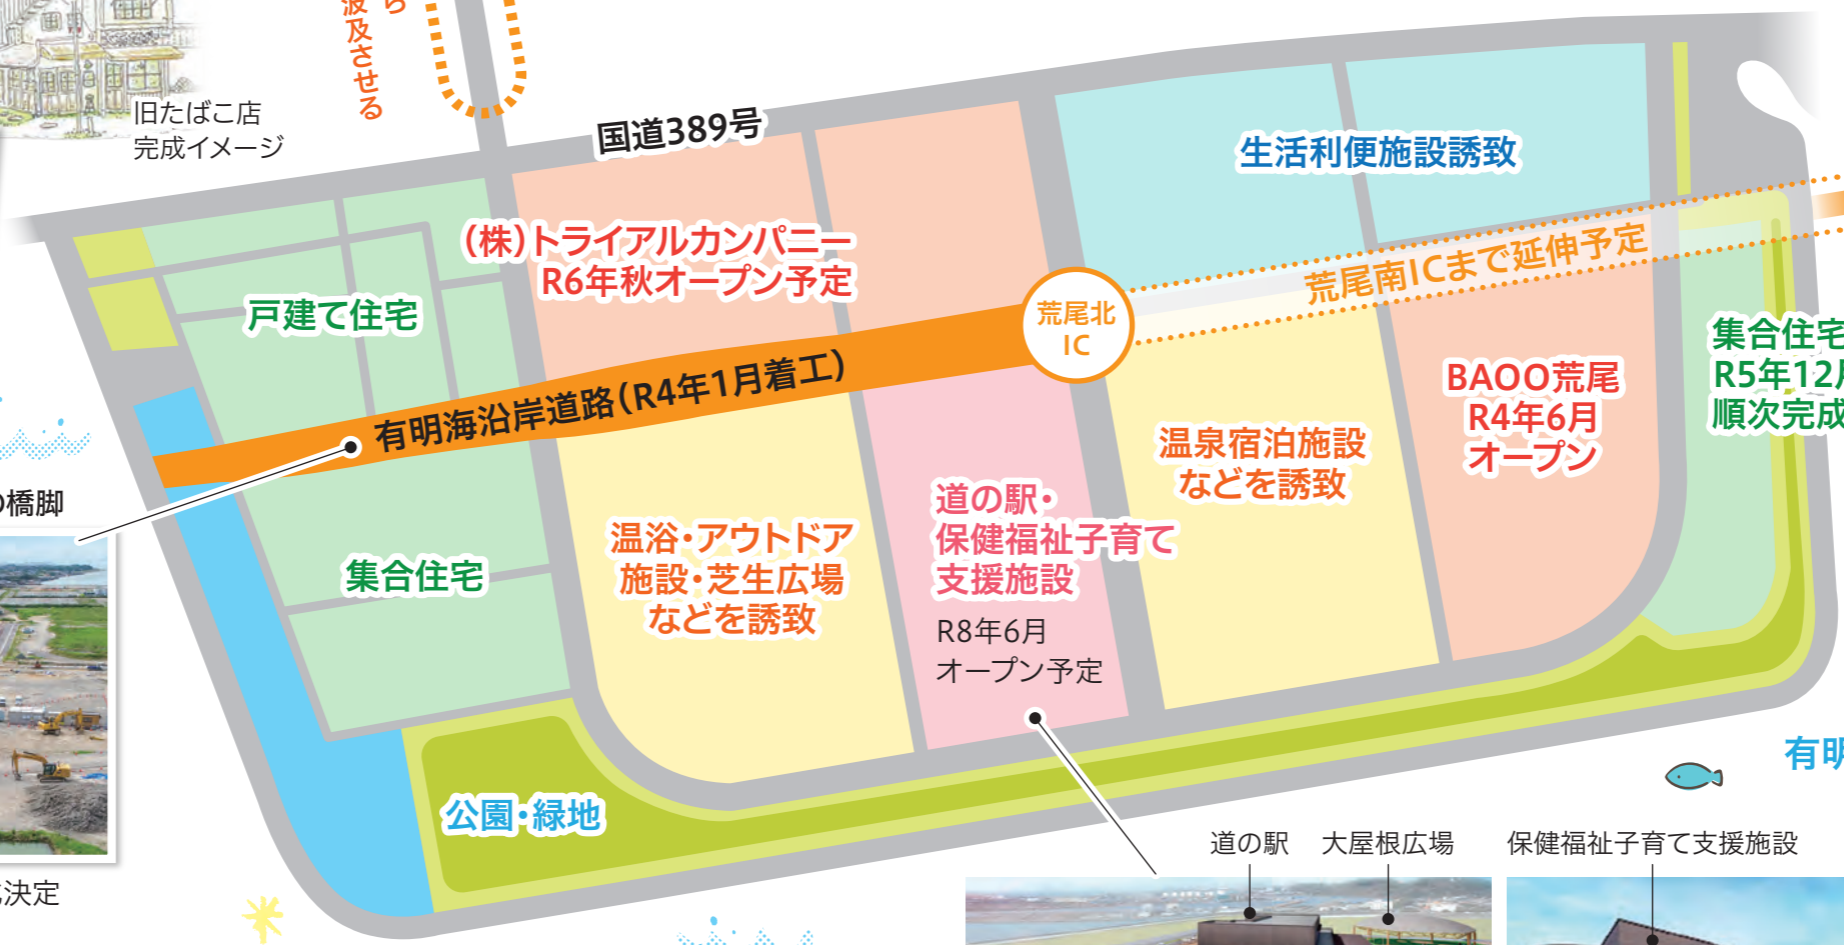 ら
波及させる
旧たばこ店
完成イメージ
国道389号
生活利便施設誘致
(株)トライアルカンパニー
R6年秋オープン予定
戸建て住宅
荒尾北
IC
荒尾南ICまで延伸予定
有明海沿岸道路(R4年1月着工)
集合住宅
R5年12月
順次完成
BAOO荒尾
R4年6月
オープン
温泉宿泊施設
などを誘致
の橋脚
道の駅・
保健福祉子育て
支援施設
R8年6月
オープン予定
温浴・アウトドア
施設・芝生広場
などを誘致
集合住宅
公園・緑地
有明
決定
道の駅
大屋根広場
保健福祉子育て支援施設